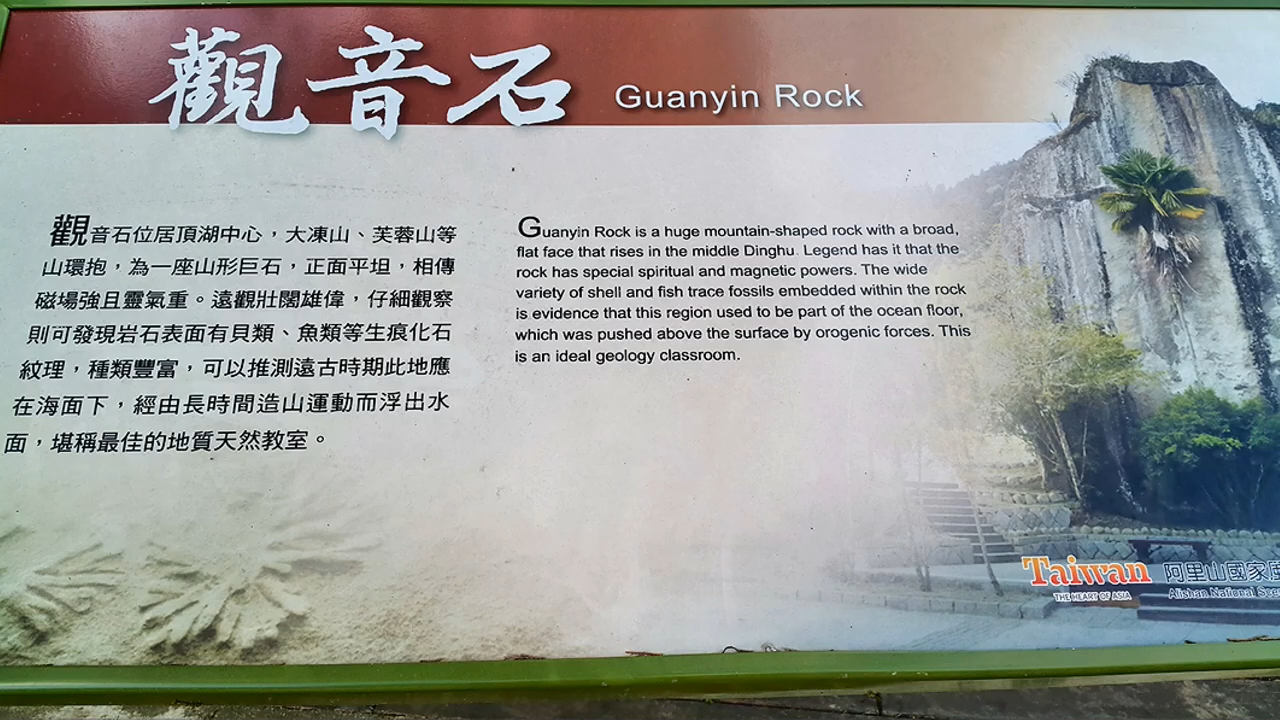 觀音石 Guanyin Rock
觀音石位居頂湖中心，大凍山、芙蓉山等
山環抱，為一座山形巨石，正面平坦，相傳
磁場強且靈氣重。遠觀壯闊雄偉，仔細觀察
則可發現岩石表面有貝類、魚類等生痕化石
紋理，種類豐富，可以推測遠古時期此地應
在海面下，經由長時間造山運動而浮出水
面，堪稱最佳的地質天然教室。
Guanyin Rock is a huge mountain-shaped rock with a broad,
flat face that rises in the middle Dinghu. Legend has it that the
rock has special spiritual and magnetic powers. The wide
variety of shell and fish trace fossils embedded within the rock
is evidence that this region used to be part of the ocean floor,
which was pushed above the surface by orogenic forces. This
is an ideal geology classroom.
Taiwan
THE HEART OF ASIA
阿里山國家
Alishan National